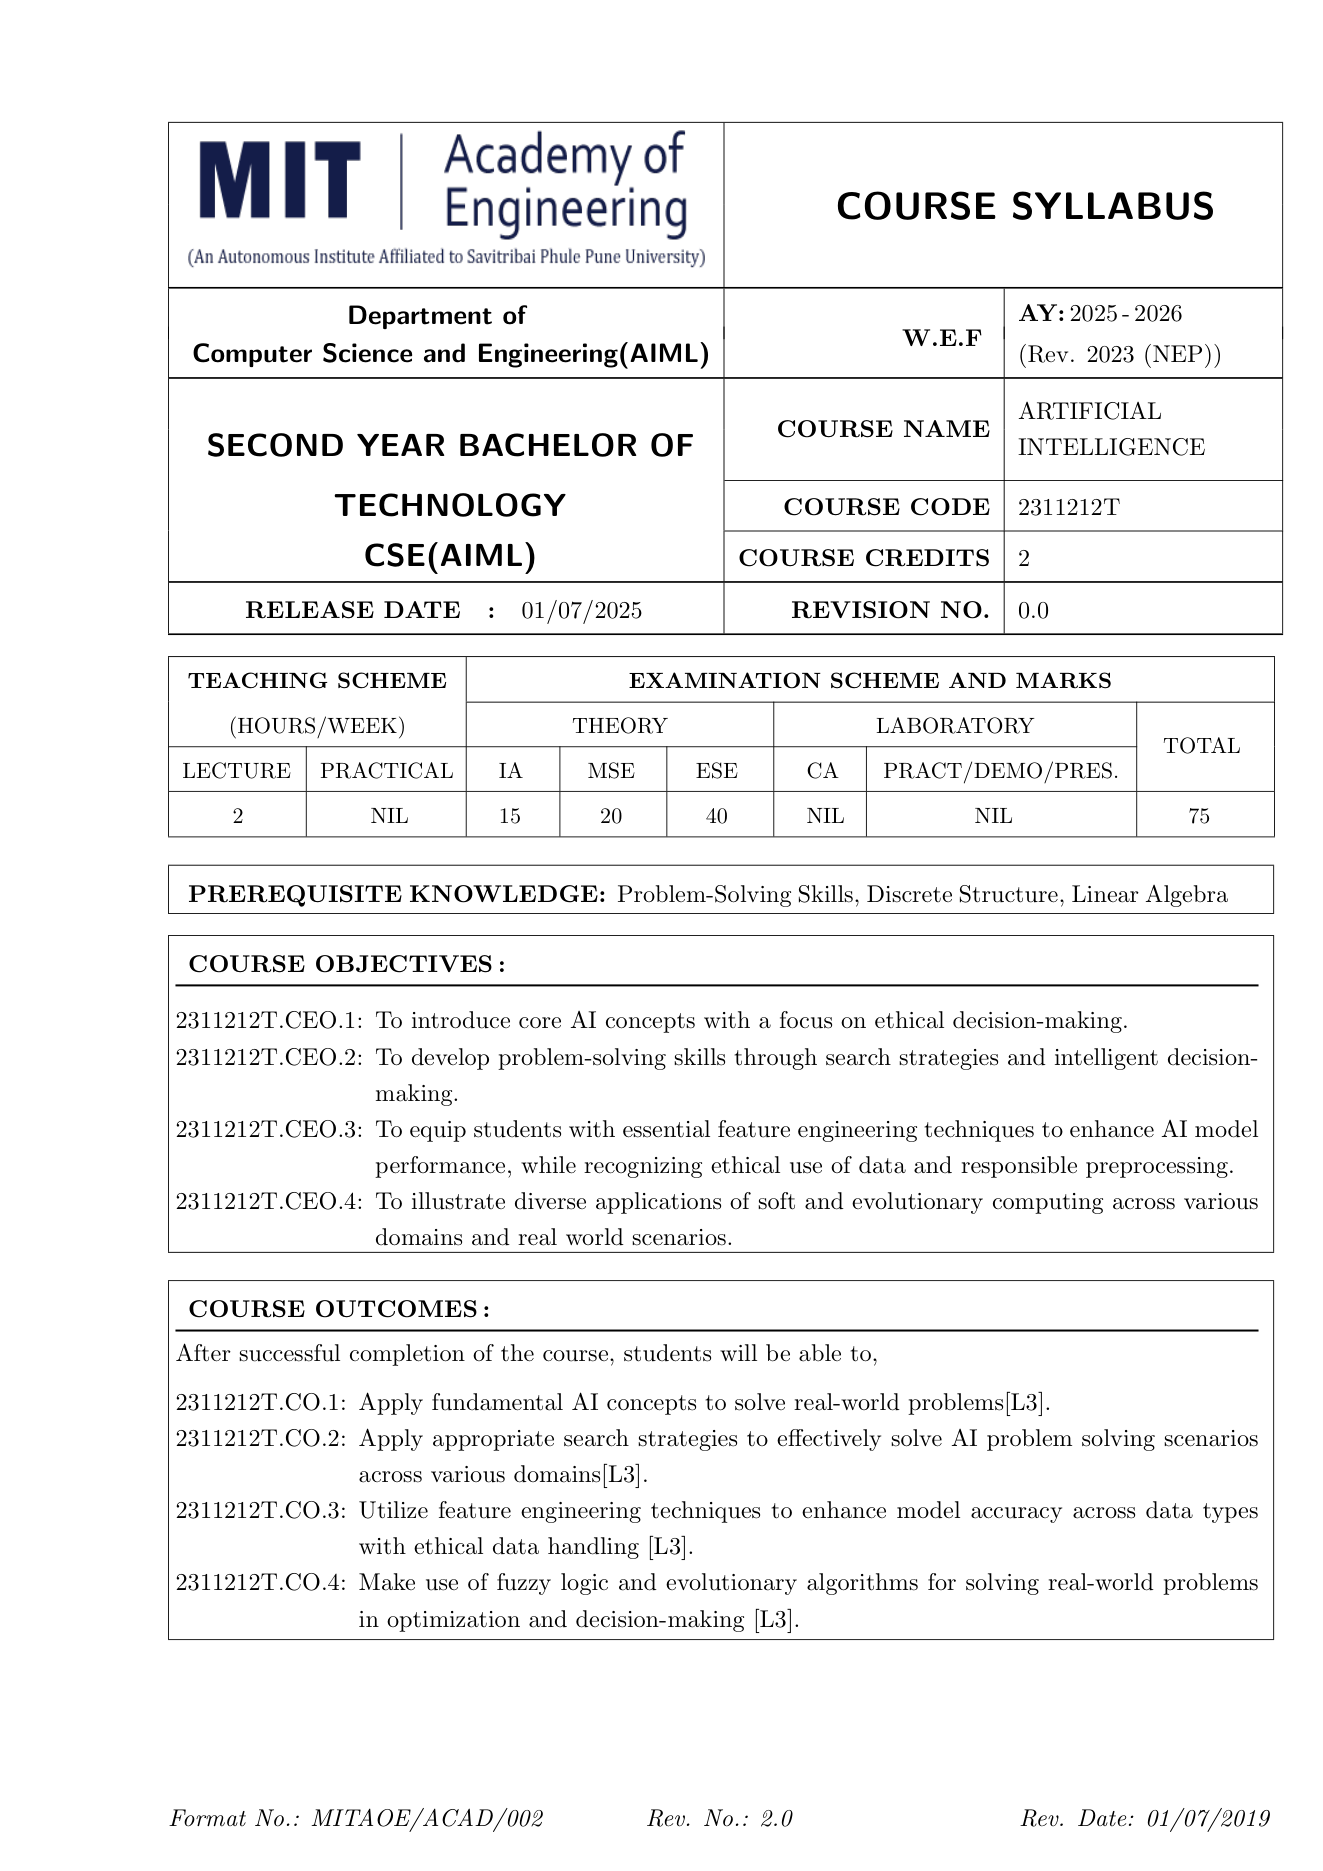 MIT Academy of
Engineering
(An Autonomous Institute Affiliated to Savitribai Phule Pune University)
COURSE SYLLABUS
Department of
Computer Science and Engineering(AIML)
W.E.F
AY: 2025 - 2026
(Rev. 2023 (NEP))
SECOND YEAR BACHELOR OF
TECHNOLOGY
CSE(AIML)
COURSE NAME
ARTIFICIAL
INTELLIGENCE
COURSE CODE 2311212T
COURSE CREDITS 2
RELEASE DATE : 01/07/2025 REVISION NO. 0.0
TEACHING SCHEME EXAMINATION SCHEME AND MARKS
(HOURS/WEEK) THEORY LABORATORY TOTAL
LECTURE PRACTICAL IA MSE ESE CA PRACT/DEMO/PRES.
2 NIL 15 20 40 NIL NIL 75
PREREQUISITE KNOWLEDGE: Problem-Solving Skills, Discrete Structure, Linear Algebra
COURSE OBJECTIVES :
2311212T.CEO.1: To introduce core AI concepts with a focus on ethical decision-making.
2311212T.CEO.2: To develop problem-solving skills through search strategies and intelligent decision-
making.
2311212T.CEO.3: To equip students with essential feature engineering techniques to enhance AI model
performance, while recognizing ethical use of data and responsible preprocessing.
2311212T.CEO.4: To illustrate diverse applications of soft and evolutionary computing across various
domains and real world scenarios.
COURSE OUTCOMES :
After successful completion of the course, students will be able to,
2311212T.CO.1: Apply fundamental AI concepts to solve real-world problems[L3].
2311212T.CO.2: Apply appropriate search strategies to effectively solve AI problem solving scenarios
across various domains[L3].
2311212T.CO.3: Utilize feature engineering techniques to enhance model accuracy across data types
with ethical data handling [L3].
2311212T.CO.4: Make use of fuzzy logic and evolutionary algorithms for solving real-world problems
in optimization and decision-making [L3].
Format No.: MITAOE/ACAD/002 Rev. No.: 2.0 Rev. Date: 01/07/2019